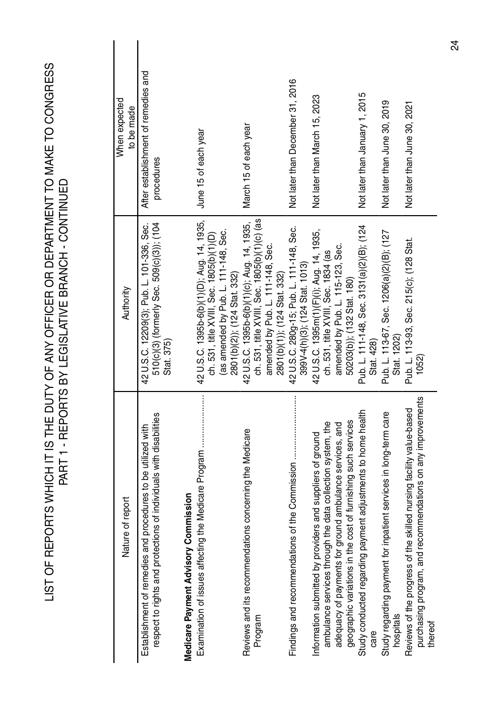 LIST OF REPORTS WHICH IT IS THE DUTY OF ANY OFFICER OR DEPARTMENT TO MAKE TO CONGRESS
PART 1 - REPORTS BY LEGISLATIVE BRANCH - CONTINUED
Nature of report
Authority
When expected
to be made
Establishment of remedies and procedures to be utilized with
respect to rights and protections of individuals with disabilities
42 U.S.C. 12209(3); Pub. L. 101-336, Sec.
510(c)(3) (formerly Sec. 509(c)(3)); (104
Stat. 375)
After establishment of remedies and
procedures
Medicare Payment Advisory Commission
Examination of issues affecting the Medicare Program ......................
42 U.S.C. 1395b-6(b)(1)(D); Aug. 14, 1935,
ch. 531, title XVIII, Sec. 1805(b)(1)(D)
(as amended by Pub. L. 111-148, Sec.
2801(b)(2)); (124 Stat. 332)
June 15 of each year
Reviews and its recommendations concerning the Medicare
Program
42 U.S.C. 1395b-6(b)(1)(c); Aug. 14, 1935,
ch. 531, title XVIII, Sec. 1805(b)(1)(c) (as
amended by Pub. L. 111-148, Sec.
2801(b)(1)); (124 Stat. 332)
March 15 of each year
Findings and recommendations of the Commission ......................
42 U.S.C. 280g-15; Pub. L. 111-148, Sec.
399V-4(h)(3); (124 Stat. 1013)
Not later than December 31, 2016
Information submitted by providers and suppliers of ground
ambulance services through the data collection system, the
adequacy of payments for ground ambulance services, and
geographic variations in the cost of furnishing such services
42 U.S.C. 1395m(1)(F)(i); Aug. 14, 1935,
ch. 531, title XVIII, Sec. 1834 (as
amended by Pub. L. 115-123, Sec.
50203(b)); (132 Stat. 180)
Not later than March 15, 2023
Study conducted regarding payment adjustments to home health
care
Pub. L. 111-148, Sec. 3131(a)(2)(B); (124
Stat. 428)
Not later than January 1, 2015
Study regarding payment for inpatient services in long-term care
hospitals
Pub. L. 113-67, Sec. 1206(a)(2)(B); (127
Stat. 1202)
Not later than June 30, 2019
Reviews of the progress of the skilled nursing facility value-based
purchasing program, and recommendations on any improvements
thereof
Pub. L. 113-93, Sec. 215(c); (128 Stat.
1052)
Not later than June 30, 2021
24